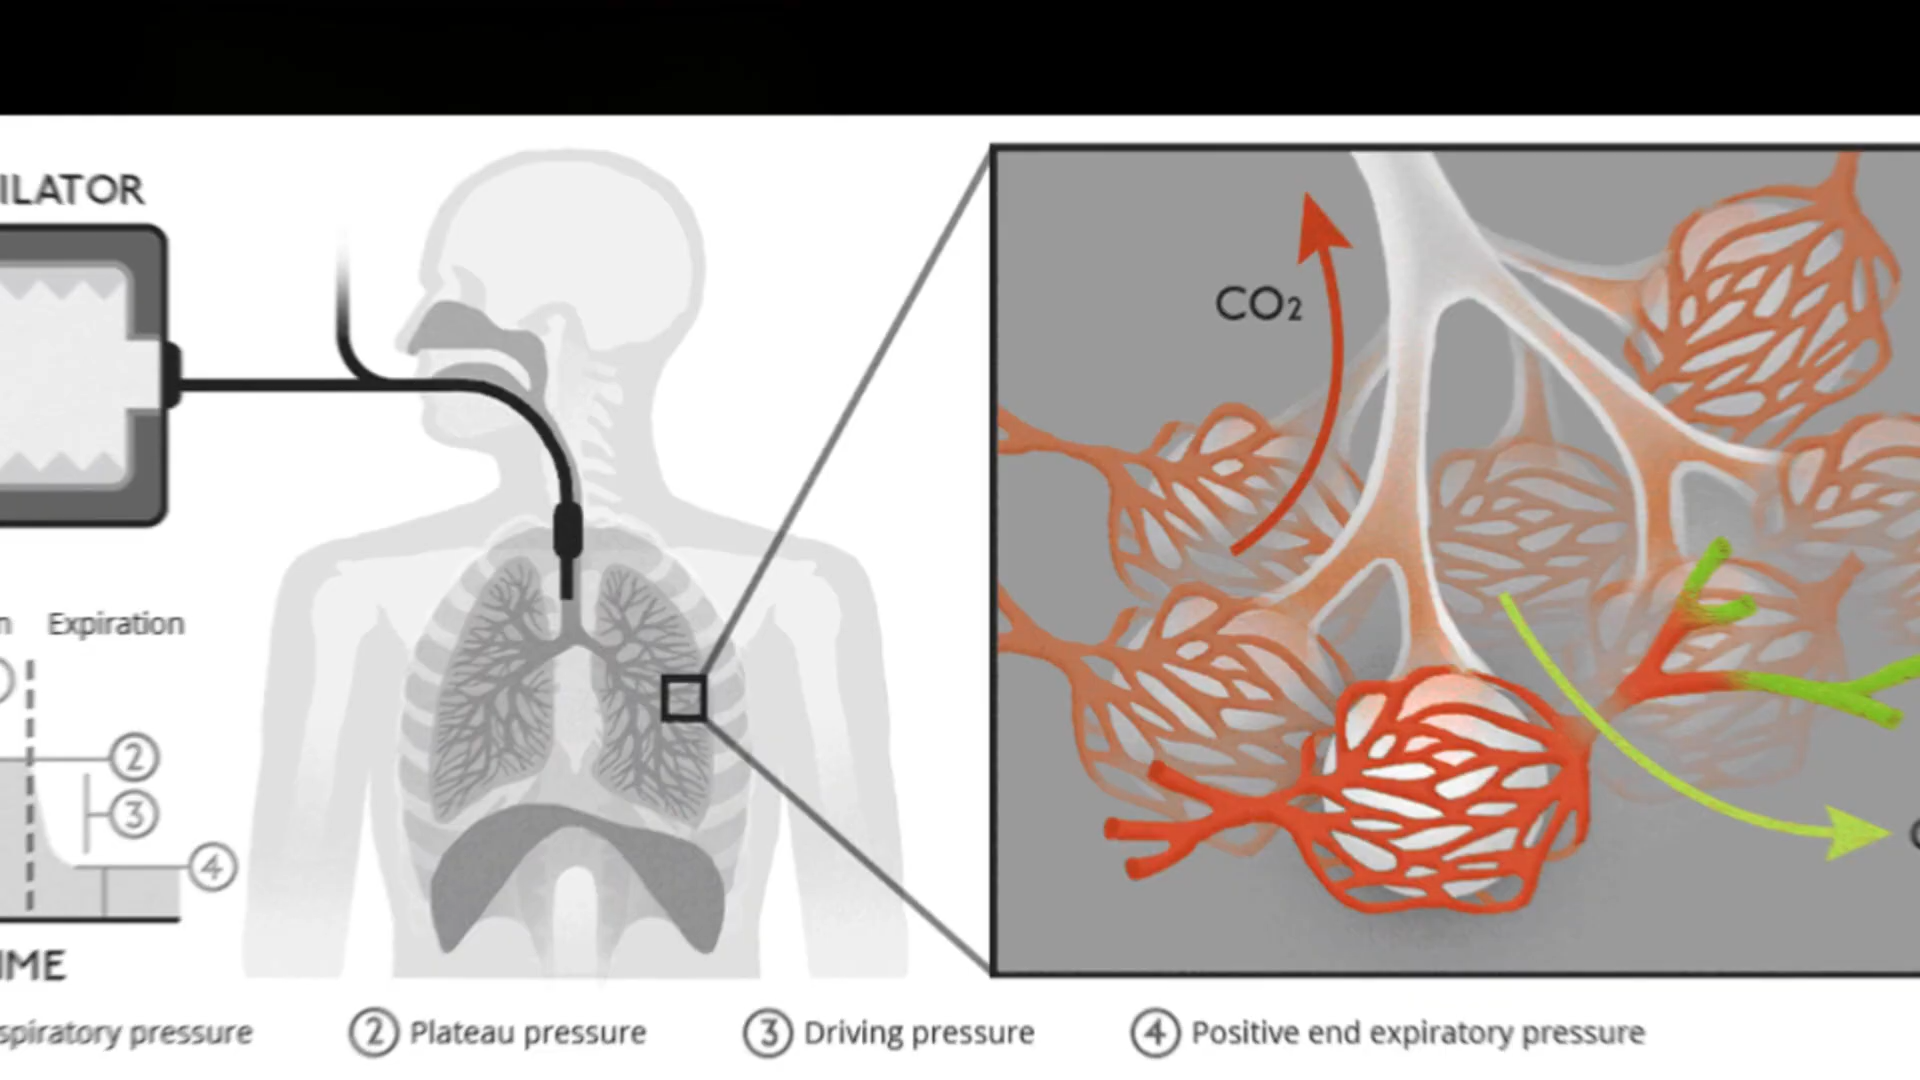 ILATOR
CO₂
n Expiration
2
3
4
IME
spiratory pressure
2 Plateau pressure
3 Driving pressure
4 Positive end expiratory pressure